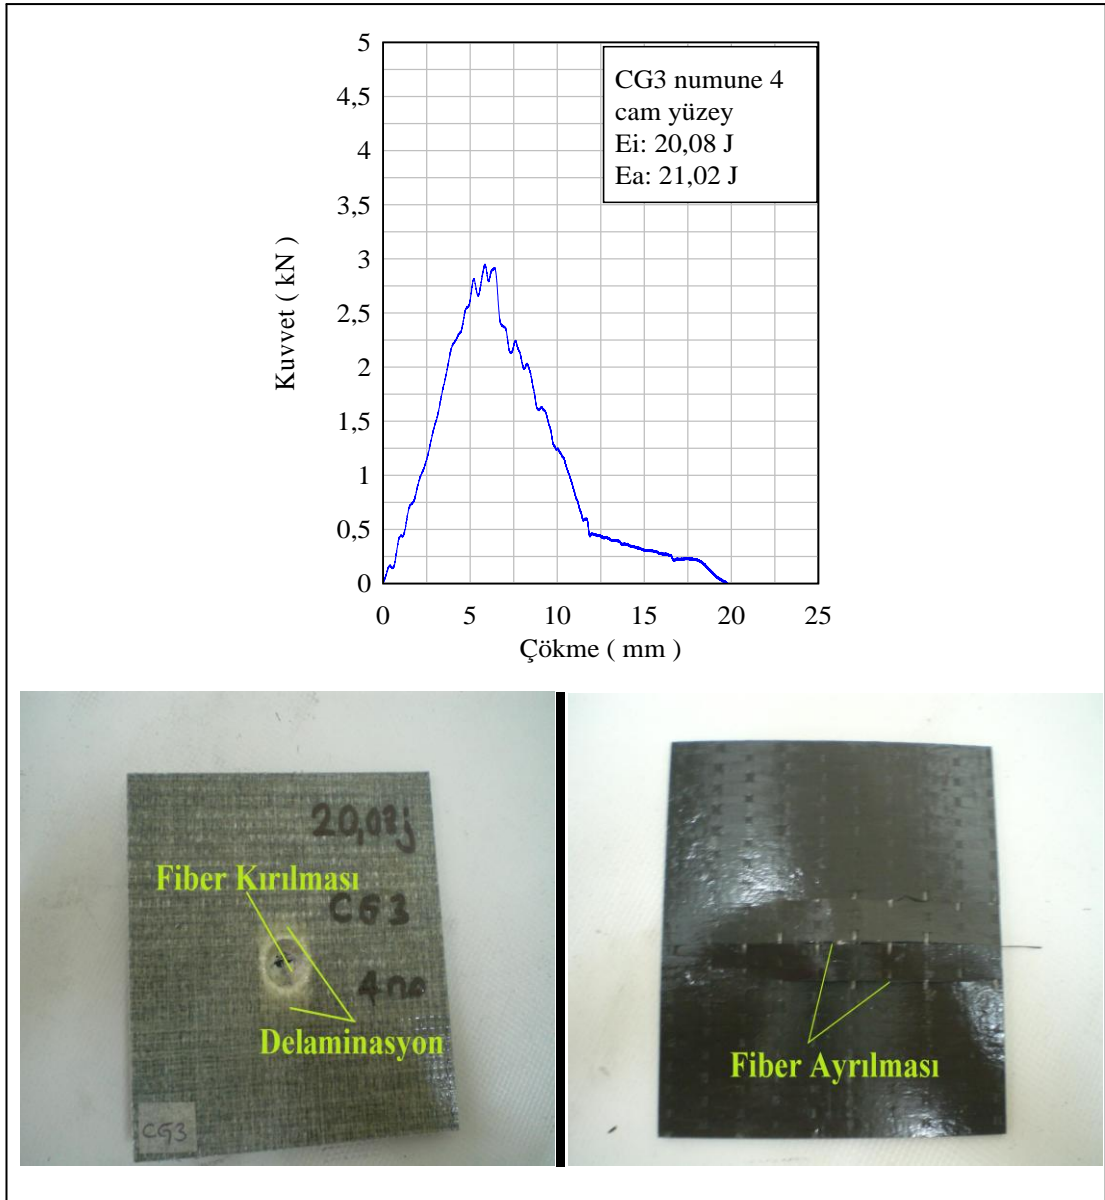 5
4,5
4
3,5
3
2,5
2
1,5
1
0,5
0
Kuvvet ( kN )
CG3 numune 4
cam yüzey
Ei: 20,08 J
Ea: 21,02 J
0 5 10 15 20 25
Çökme ( mm )
20,08j
Fiber Kırılması
CG3
4 no
Delaminasyon
CG3
Fiber Ayrılması